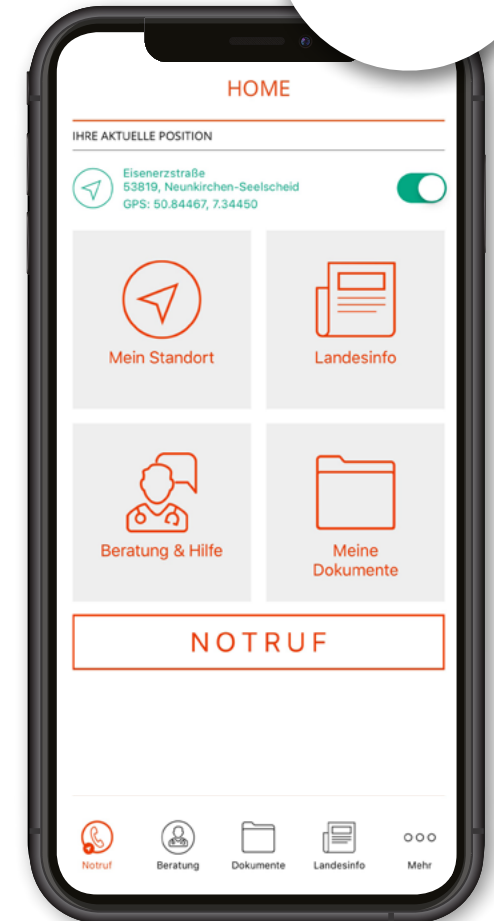 HOME
IHRE AKTUELLE POSITION
Eisenerzstraße
53819, Neunkirchen-Seelscheid
GPS: 50.84467, 7.34450
Mein Standort
Landesinfo
Beratung & Hilfe
Meine
Dokumente
NOTRUF
Notruf
Beratung
Dokumente
Landesinfo
Mehr